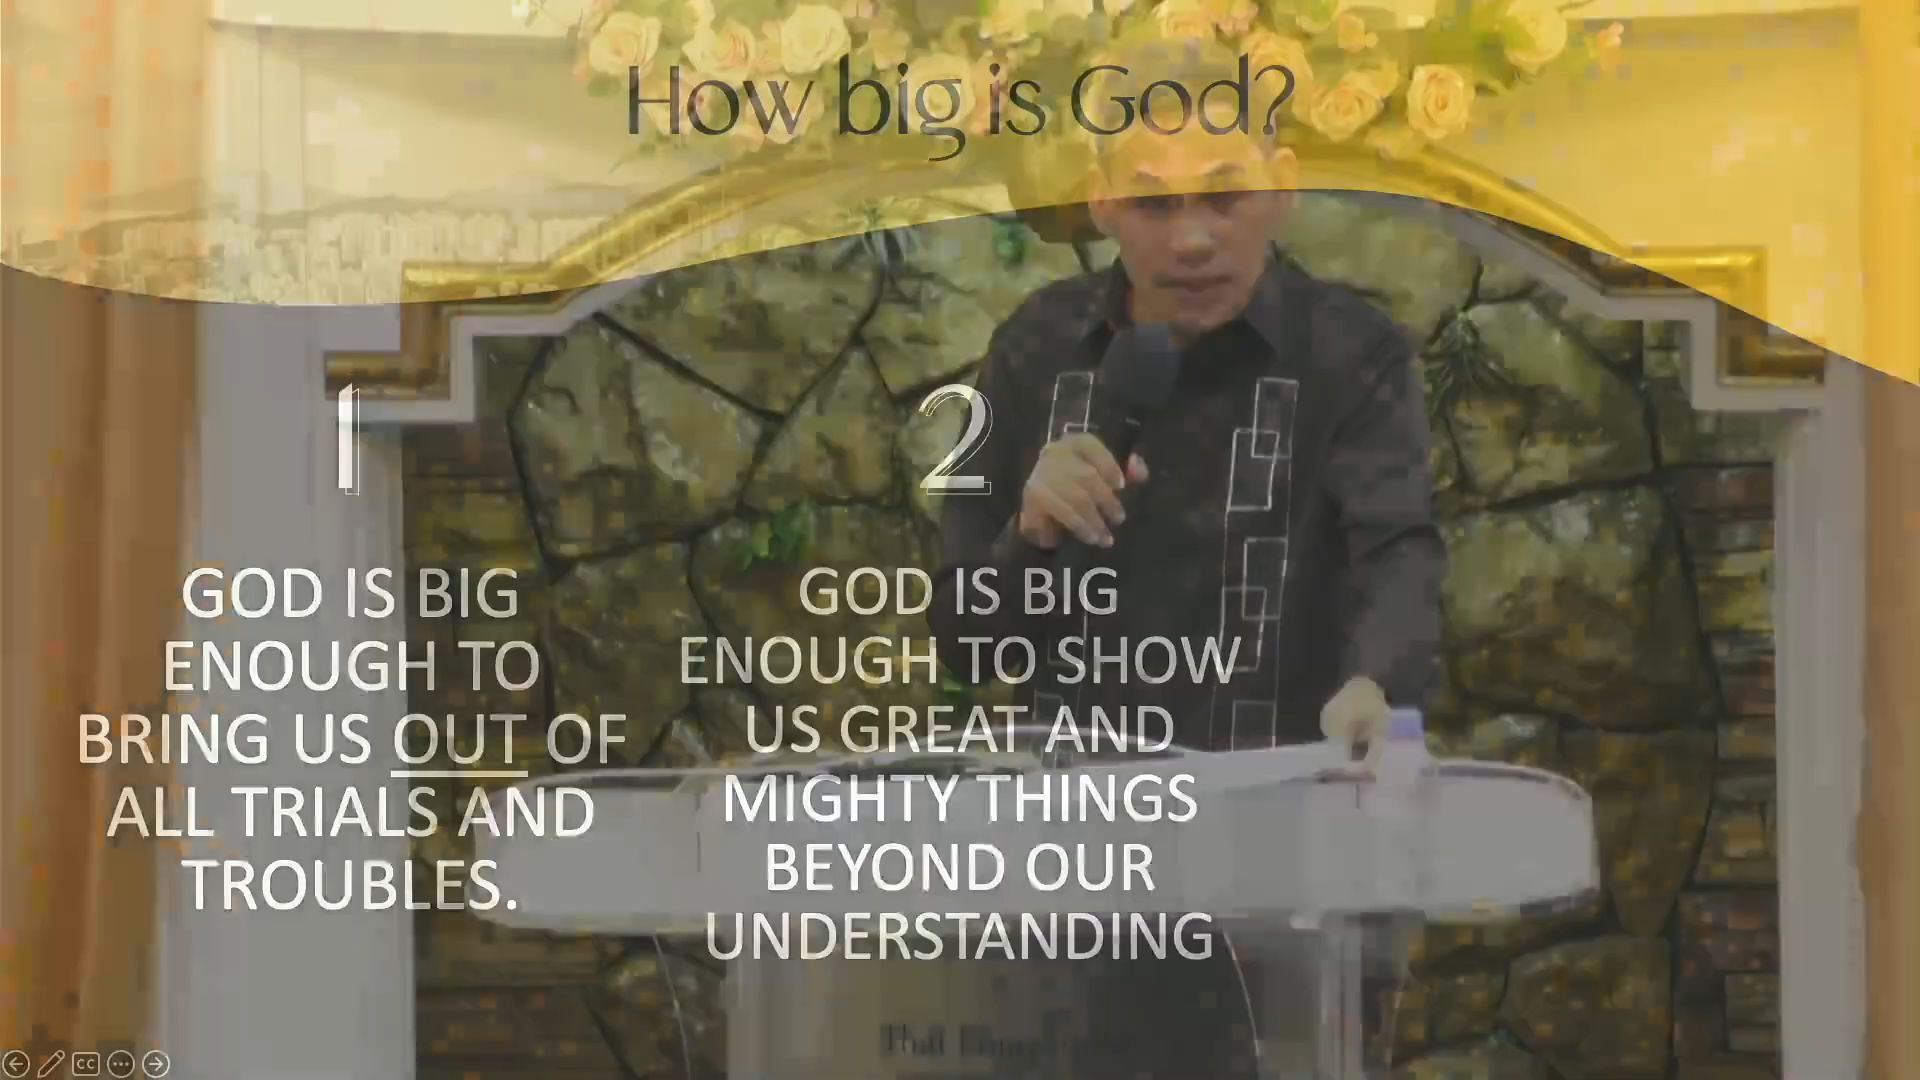 How big is God?
1
GOD IS BIG
ENOUGH TO
BRING US OUT OF
ALL TRIALS AND
TROUBLES.
2
GOD IS BIG
ENOUGH TO SHOW
US GREAT AND
MIGHTY THINGS
BEYOND OUR
UNDERSTANDING
CC